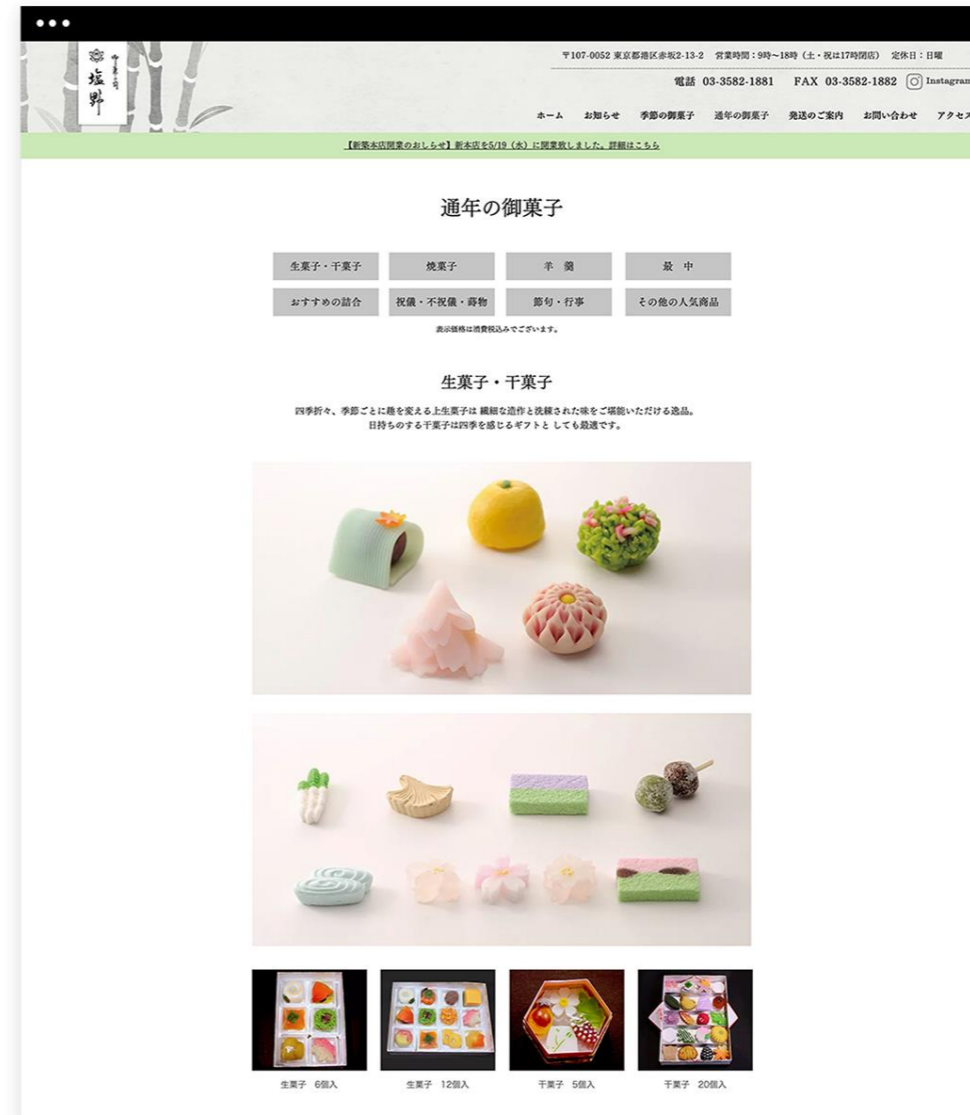 御菓子司
塩野
〒107-0052 東京都港区赤坂2-13-2 営業時間：9時〜18時（土・祝は17時閉店） 定休日：日曜
電話 03-3582-1881 FAX 03-3582-1882 Instagram
ホーム お知らせ 季節の御菓子 通年の御菓子 発送のご案内 お問い合わせ アクセス
【新築本店開業のおしらせ】新本店を5/19（水）に開業致しました。詳細はこちら
通年の御菓子
生菓子・干菓子 焼菓子 羊 羹 最 中
おすすめの詰合 祝儀・不祝儀・蒔物 節句・行事 その他の人気商品
表示価格は消費税込みでございます。
生菓子・干菓子
四季折々、季節ごとに趣を変える上生菓子は 繊細な造作と洗練された味をご堪能いただける逸品。
日持ちのする干菓子は四季を感じるギフトと しても最適です。
生菓子 6個入 生菓子 12個入 干菓子 5個入 干菓子 20個入